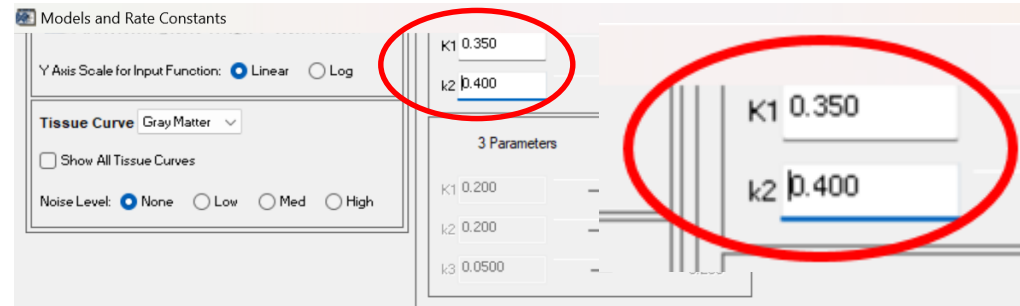 Models and Rate Constants
K1 0.350
Y Axis Scale for Input Function: Linear Log
k2 0.400
Tissue Curve Gray Matter
Show All Tissue Curves
Noise Level: None Low Med High
3 Parameters
K1 0.200
k2 0.200
k3 0.0500
K1 0.350
k2 0.400